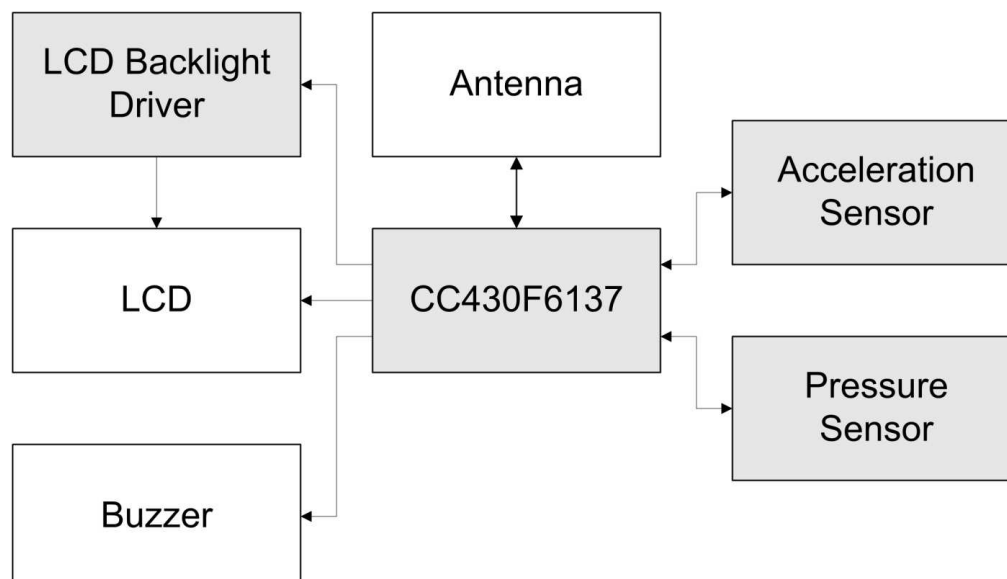 LCD Backlight
Driver
Antenna
Acceleration
Sensor
LCD
CC430F6137
Pressure
Sensor
Buzzer